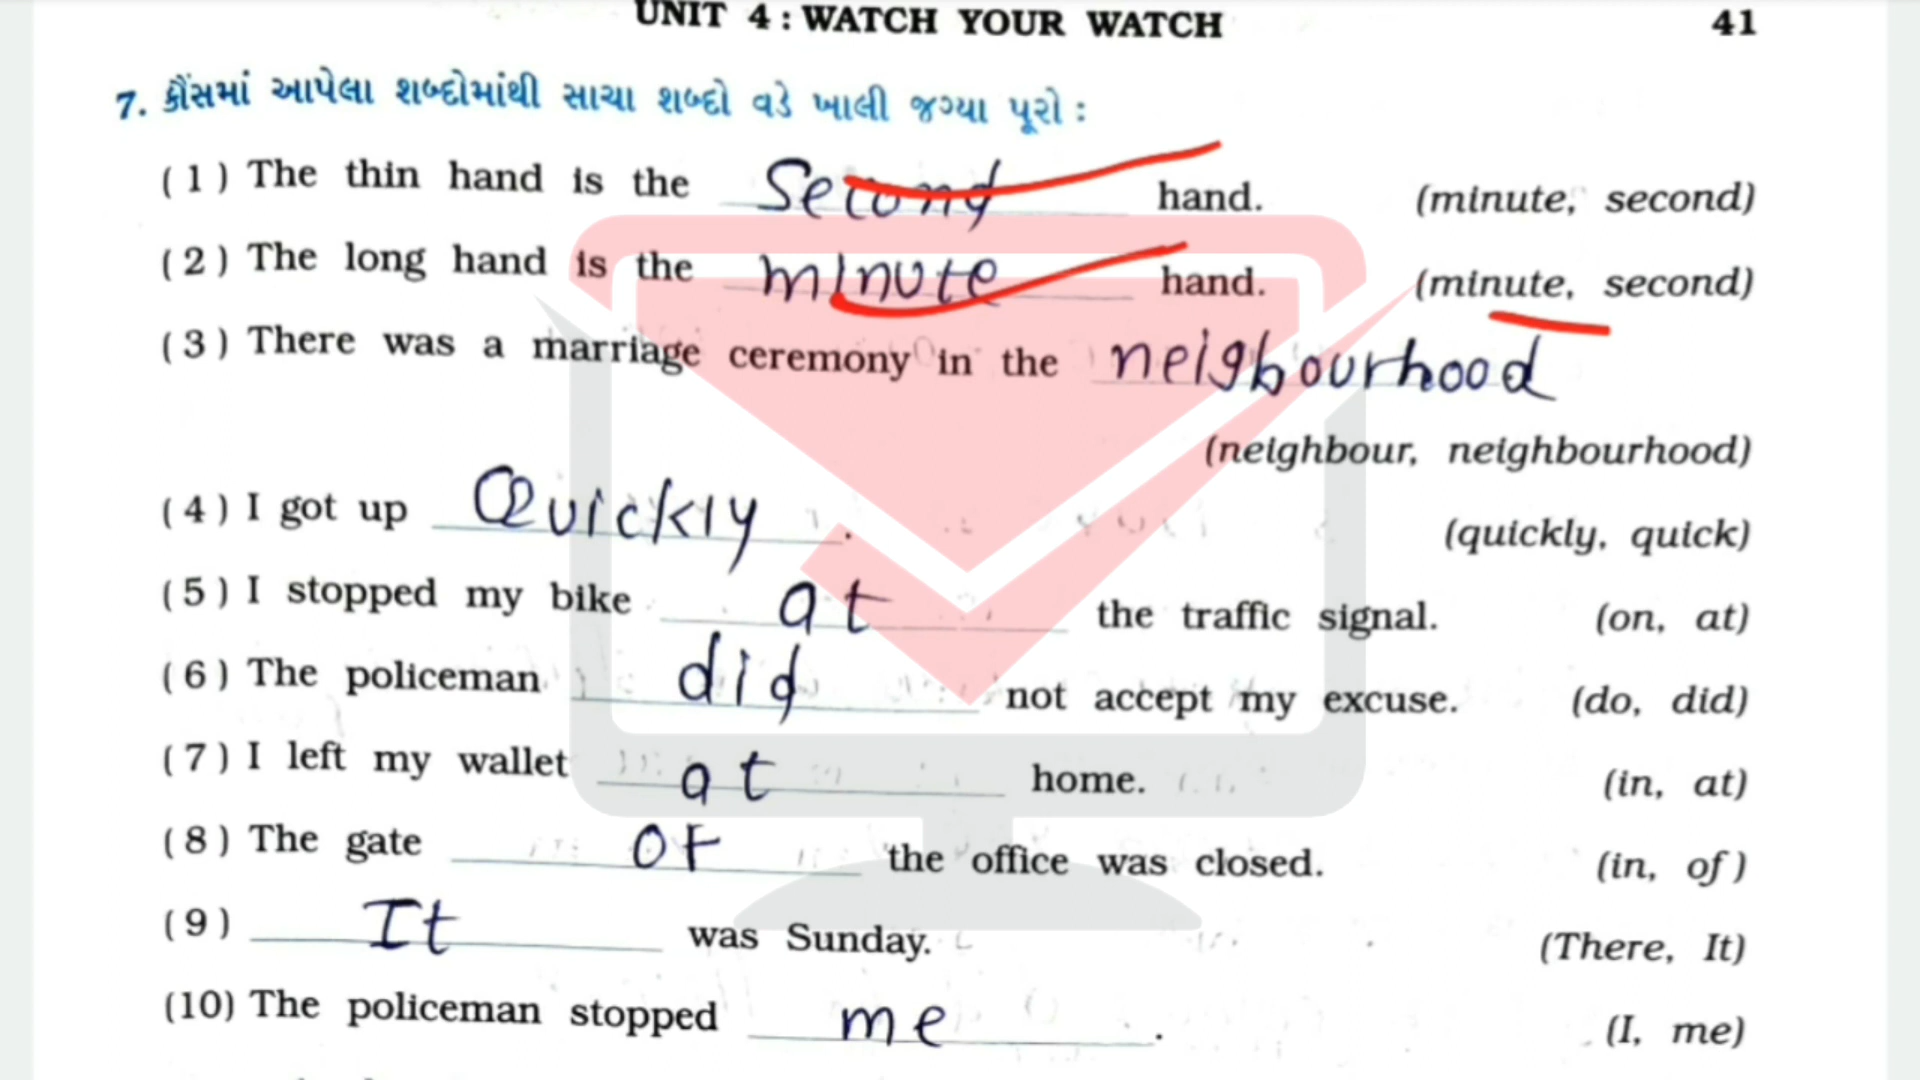 UNIT 4 : WATCH YOUR WATCH 41
7. કૌંસમાં આપેલા શબ્દોમાંથી સાચા શબ્દો વડે ખાલી જગ્યા પૂરો :
(1) The thin hand is the Second hand. (minute, second)
(2) The long hand is the minute hand. (minute, second)
(3) There was a marriage ceremony in the neigbourhood
(neighbour, neighbourhood)
(4) I got up Quickly . (quickly, quick)
(5) I stopped my bike at the traffic signal. (on, at)
(6) The policeman did not accept my excuse. (do, did)
(7) I left my wallet at home. (in, at)
(8) The gate of the office was closed. (in, of)
(9) It was Sunday. (There, It)
(10) The policeman stopped me . (I, me)